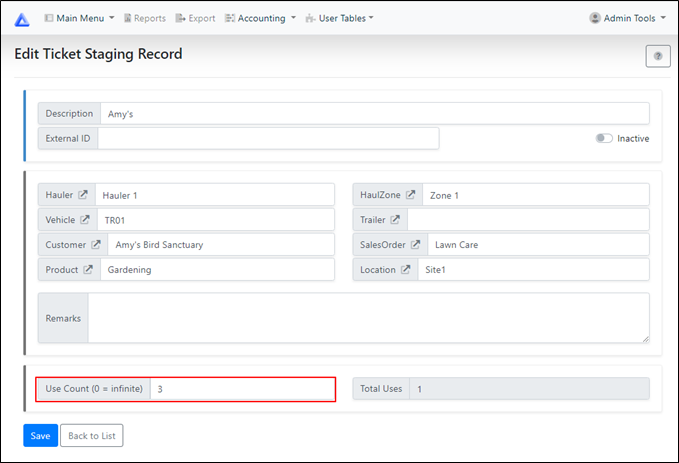 Main Menu Reports Export Accounting User Tables Admin Tools
Edit Ticket Staging Record
?
Description Amy's
External ID Inactive
Hauler Hauler 1 HaulZone Zone 1
Vehicle TR01 Trailer
Customer Amy's Bird Sanctuary SalesOrder Lawn Care
Product Gardening Location Site1
Remarks
Use Count (0 = infinite) 3 Total Uses 1
Save Back to List